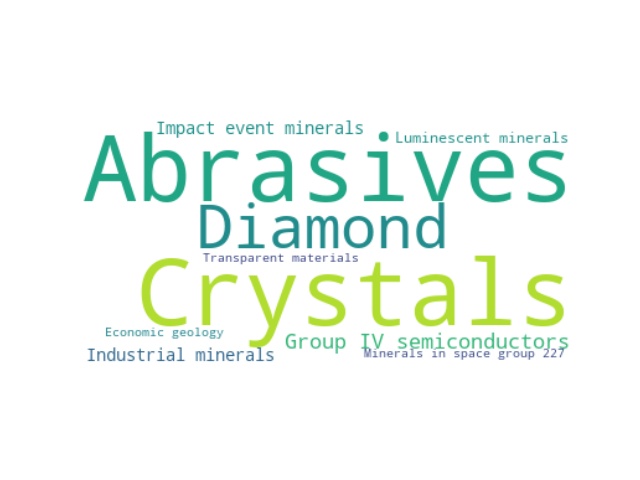 Impact event minerals
Luminescent minerals
Abrasives
Diamond
Transparent materials
Crystals
Economic geology
Group IV semiconductors
Industrial minerals
Minerals in space group 227